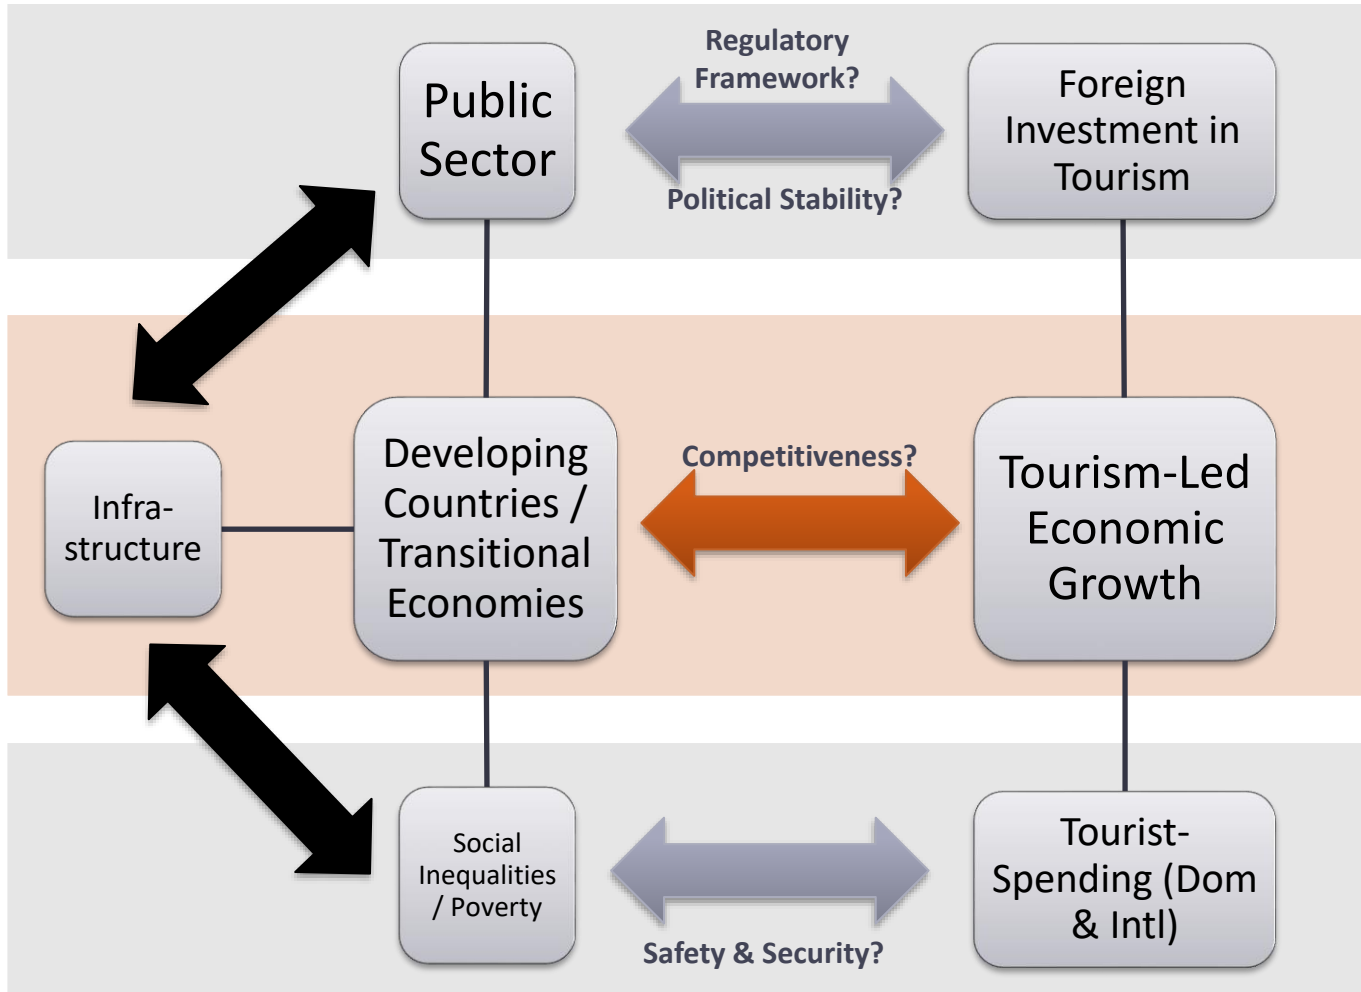 Public
Sector
Regulatory
Framework?
Political Stability?
Foreign
Investment in
Tourism
Infra-
structure
Developing
Countries /
Transitional
Economies
Competitiveness?
Tourism-Led
Economic
Growth
Social
Inequalities
/ Poverty
Safety & Security?
Tourist-
Spending (Dom
& Intl)